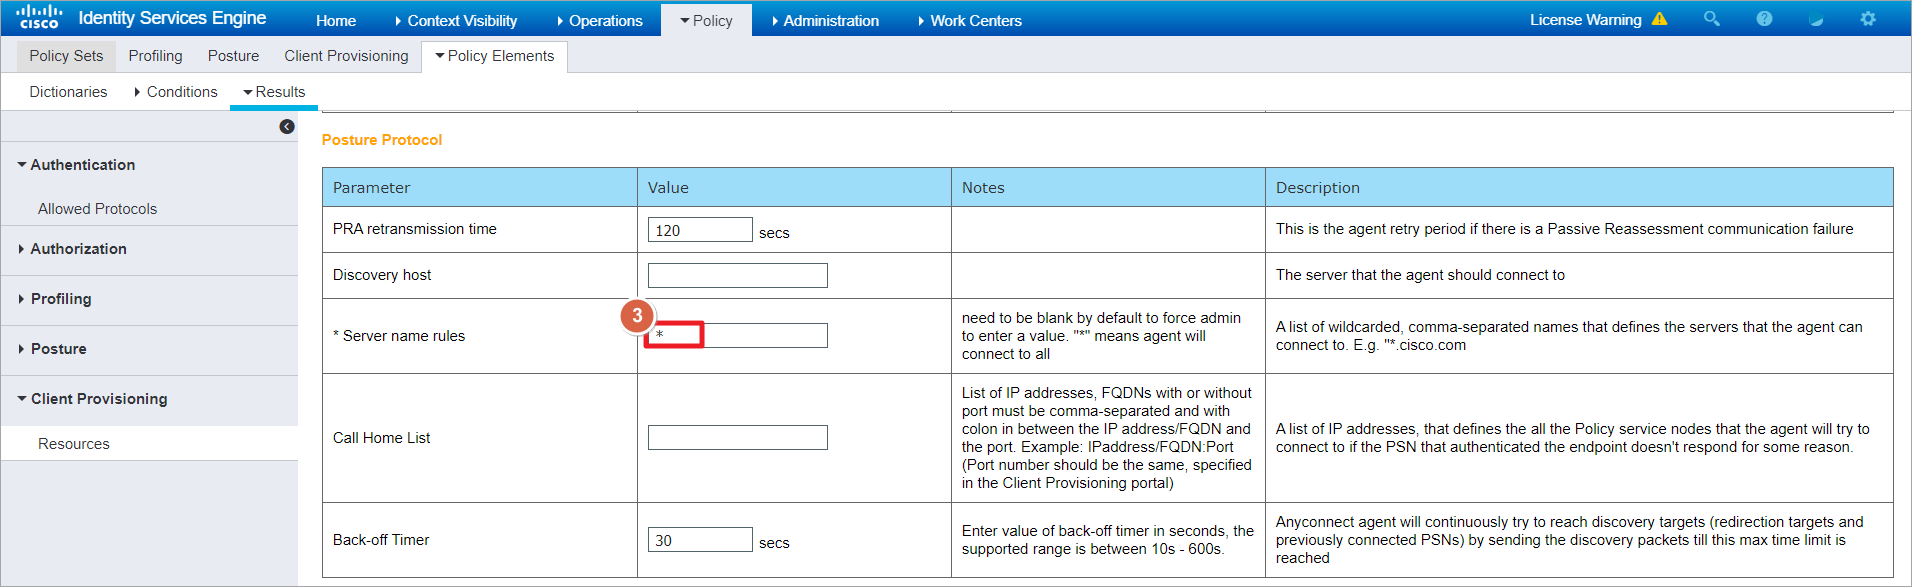 cisco Identity Services Engine Home Context Visibility Operations Policy Administration Work Centers License Warning
Policy Sets Profiling Posture Client Provisioning Policy Elements
Dictionaries Conditions Results
Authentication
Allowed Protocols
Authorization
Profiling
Posture
Client Provisioning
Resources
Posture Protocol
Parameter Value Notes Description
PRA retransmission time 120 secs This is the agent retry period if there is a Passive Reassessment communication failure
Discovery host The server that the agent should connect to
* Server name rules
3
*
need to be blank by default to force admin
to enter a value. "*" means agent will
connect to all
A list of wildcarded, comma-separated names that defines the servers that the agent can
connect to. E.g. "*.cisco.com
Call Home List
List of IP addresses, FQDNs with or without
port must be comma-separated and with
colon in between the IP address/FQDN and
the port. Example: IPaddress/FQDN:Port
(Port number should be the same, specified
in the Client Provisioning portal)
A list of IP addresses, that defines the all the Policy service nodes that the agent will try to
connect to if the PSN that authenticated the endpoint doesn't respond for some reason.
Back-off Timer
30 secs
Enter value of back-off timer in seconds, the
supported range is between 10s - 600s.
Anyconnect agent will continuously try to reach discovery targets (redirection targets and
previously connected PSNs) by sending the discovery packets till this max time limit is
reached